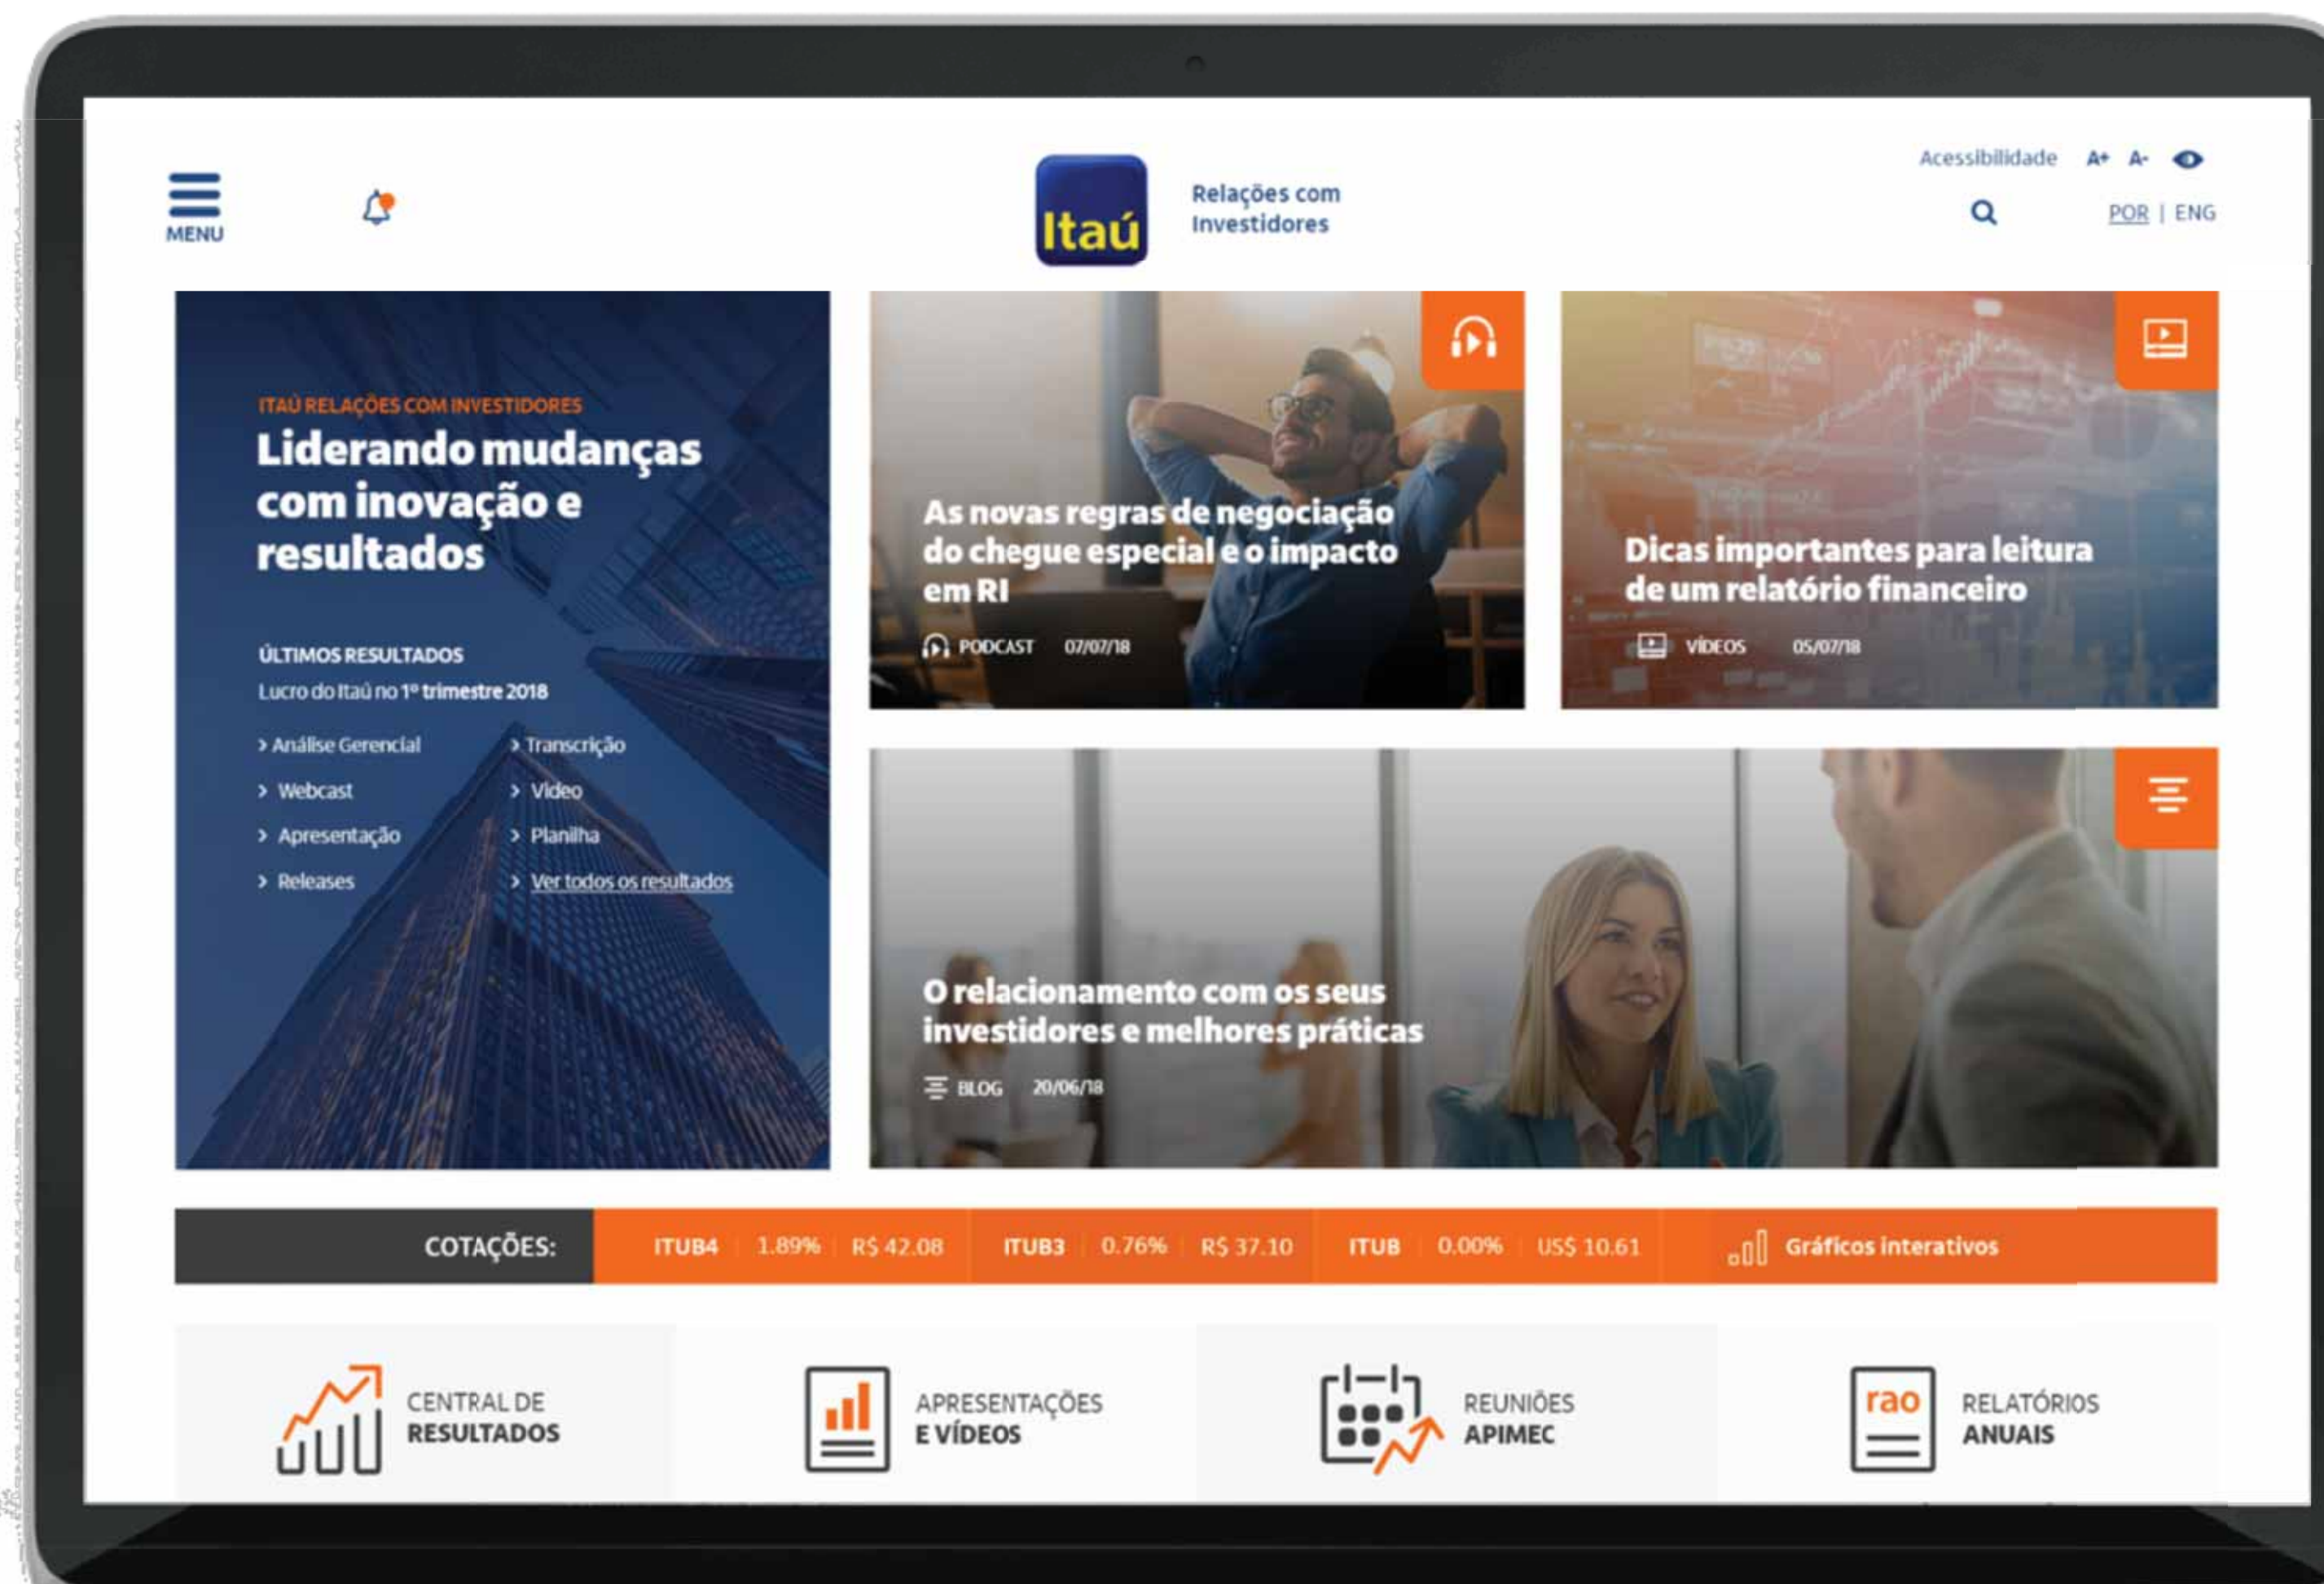 MENU
Itaú
Relações com
Investidores
Acessibilidade A+ A-
POR | ENG
ITAÚ RELAÇÕES COM INVESTIDORES
Liderando mudanças
com inovação e
resultados
ÚLTIMOS RESULTADOS
Lucro do Itaú no 1º trimestre 2018
> Análise Gerencial
> Webcast
> Apresentação
> Releases
> Transcrição
> Vídeo
> Planilha
> Ver todos os resultados
As novas regras de negociação
do chegue especial e o impacto
em RI
PODCAST 07/07/18
Dicas importantes para leitura
de um relatório financeiro
VÍDEOS 05/07/18
O relacionamento com os seus
investidores e melhores práticas
BLOG 20/06/18
COTAÇÕES: ITUB4 | 1.89% | R$ 42.08 ITUB3 | 0.76% | R$ 37.10 ITUB | 0.00% | US$ 10.61 Gráficos interativos
CENTRAL DE
RESULTADOS
APRESENTAÇÕES
E VÍDEOS
REUNIÕES
APIMEC
rao
RELATÓRIOS
ANUAIS